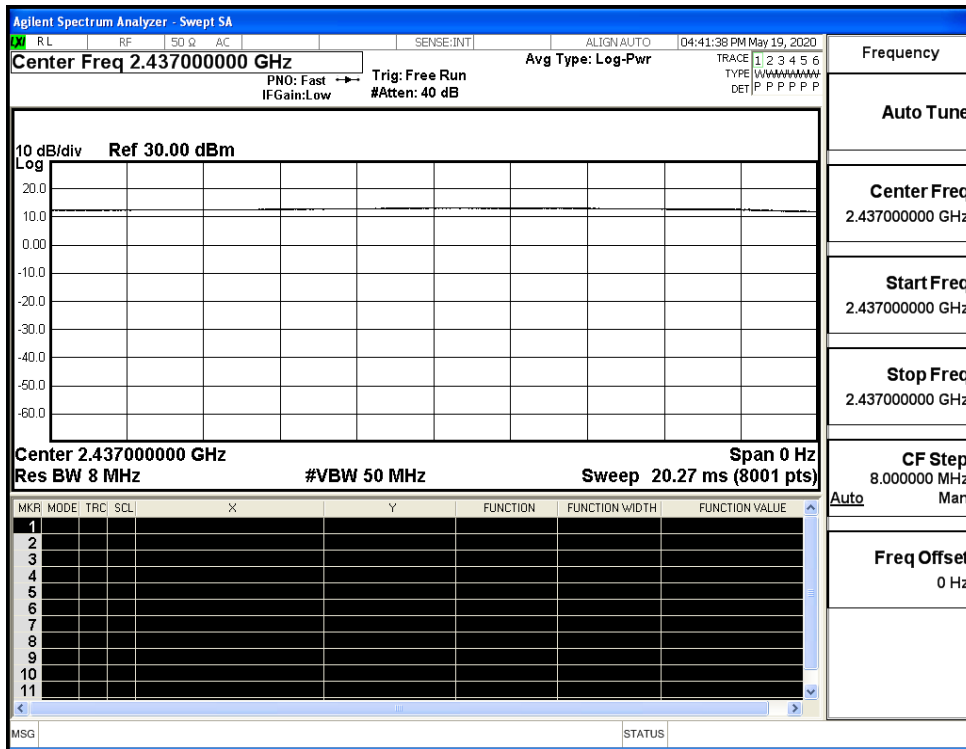 Agilent Spectrum Analyzer - Swept SA
LXI RL RF 50 Ω AC SENSE:INT ALIGN AUTO 04:41:38 PM May 19, 2020
Center Freq 2.437000000 GHz
PNO: Fast
IFGain:Low
Trig: Free Run
#Atten: 40 dB
Avg Type: Log-Pwr
TRACE 1 2 3 4 5 6
TYPE WWWWWW
DET P P P P P P
10 dB/div Ref 30.00 dBm
Log
20.0
10.0
0.00
-10.0
-20.0
-30.0
-40.0
-50.0
-60.0
Center 2.437000000 GHz Span 0 Hz
Res BW 8 MHz #VBW 50 MHz Sweep 20.27 ms (8001 pts)
MKR MODE TRC SCL X Y FUNCTION FUNCTION WIDTH FUNCTION VALUE
1
2
3
4
5
6
7
8
9
10
11
MSG STATUS
Frequency
Auto Tune
Center Freq
2.437000000 GHz
Start Freq
2.437000000 GHz
Stop Freq
2.437000000 GHz
CF Step
8.000000 MHz
Auto Man
Freq Offset
0 Hz